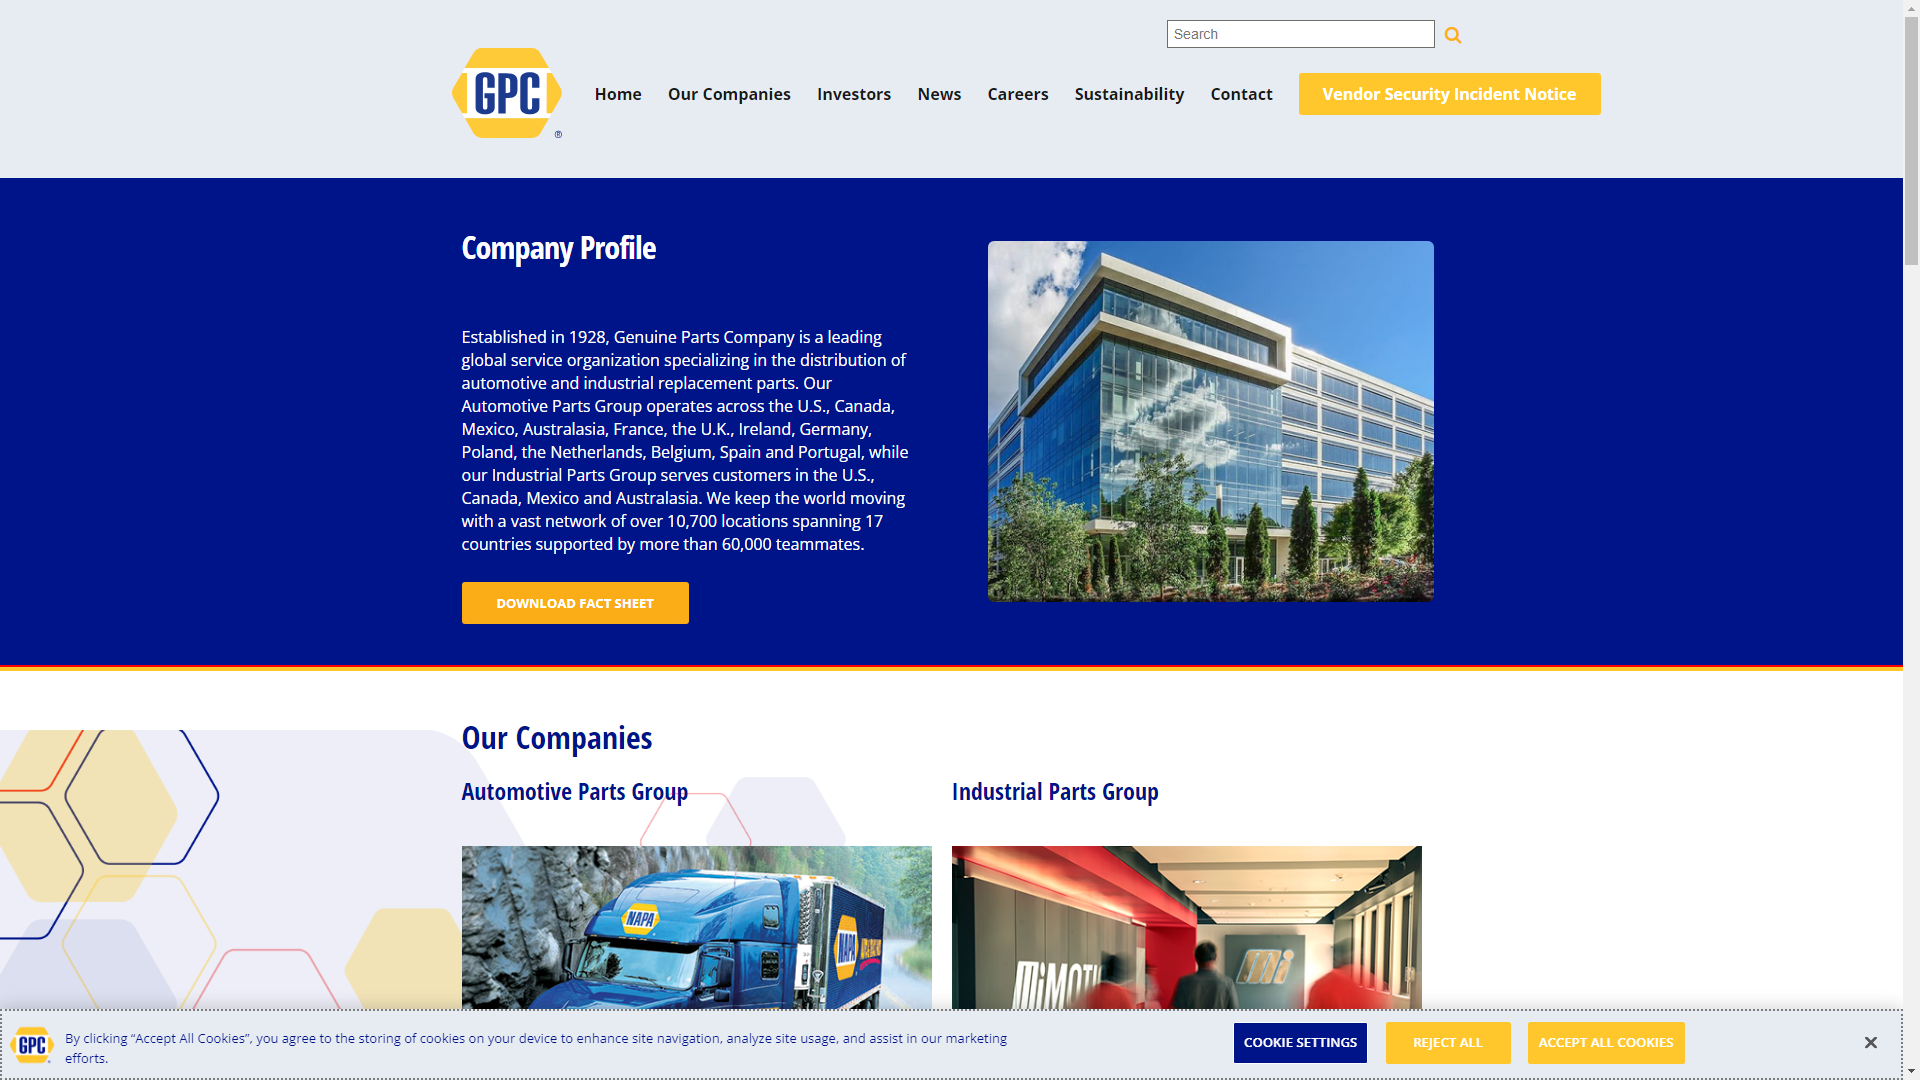 Search
GPC
®
Home
Our Companies
Investors
News
Careers
Sustainability
Contact
Vendor Security Incident Notice
Company Profile
Established in 1928, Genuine Parts Company is a leading
global service organization specializing in the distribution of
automotive and industrial replacement parts. Our
Automotive Parts Group operates across the U.S., Canada,
Mexico, Australasia, France, the U.K., Ireland, Germany,
Poland, the Netherlands, Belgium, Spain and Portugal, while
our Industrial Parts Group serves customers in the U.S.,
Canada, Mexico and Australasia. We keep the world moving
with a vast network of over 10,700 locations spanning 17
countries supported by more than 60,000 teammates.
DOWNLOAD FACT SHEET
Our Companies
Automotive Parts Group
Industrial Parts Group
NAPA
NAPA
Mi MOTI
Mi
GPC
By clicking “Accept All Cookies”, you agree to the storing of cookies on your device to enhance site navigation, analyze site usage, and assist in our marketing
efforts.
COOKIE SETTINGS
REJECT ALL
ACCEPT ALL COOKIES